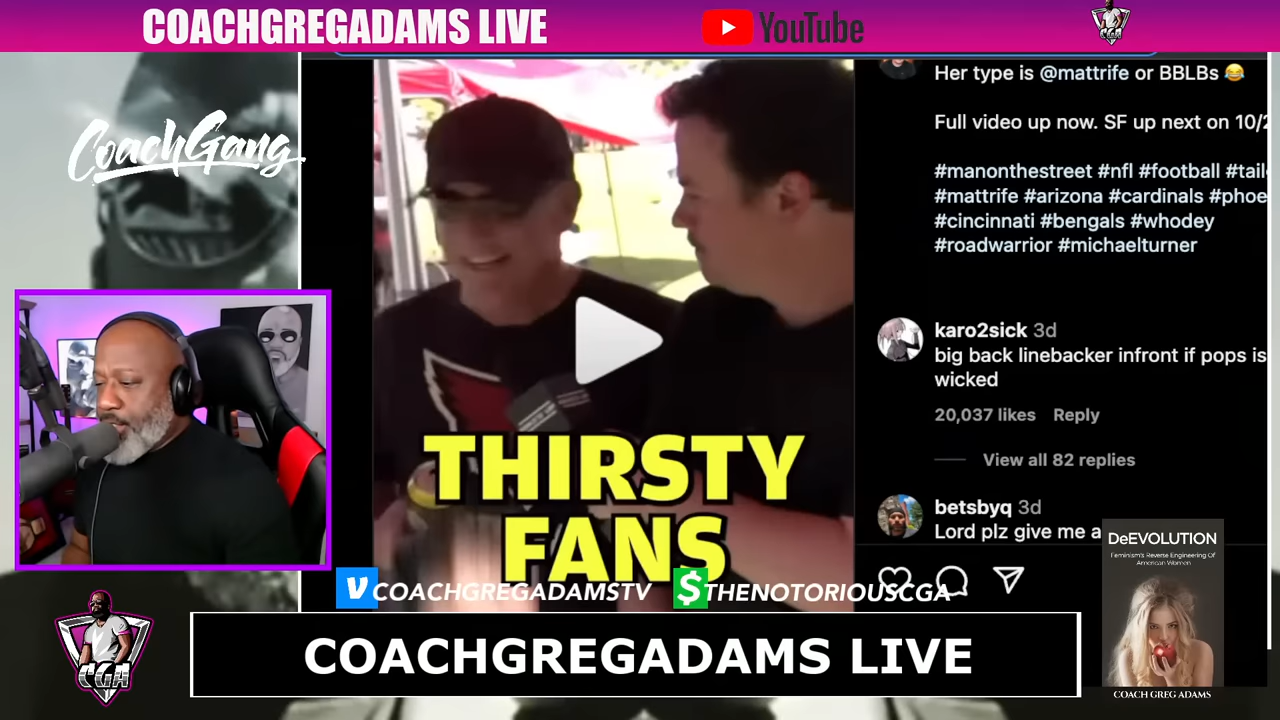 COACHGREGADAMS LIVE
YouTube
CGA
CoachGang
Her type is @mattrife or BBLBs 😂
Full video up now. SF up next on 10/2
#manonthestreet #nfl #football #tail
#mattrife #arizona #cardinals #phoe
#cincinnati #bengals #whodey
#roadwarrior #michaelturner
karo2sick 3d
big back linebacker infront if pops is
wicked
20,037 likes Reply
View all 82 replies
betsbyq 3d
Lord plz give me a
THIRSTY
FANS
COACHGREGADAMSTV
$THENOTORIOUSCGA
DeEVOLUTION
Feminism's Reverse Engineering Of
American Women
COACH GREG ADAMS
CGA
COACHGREGADAMS LIVE